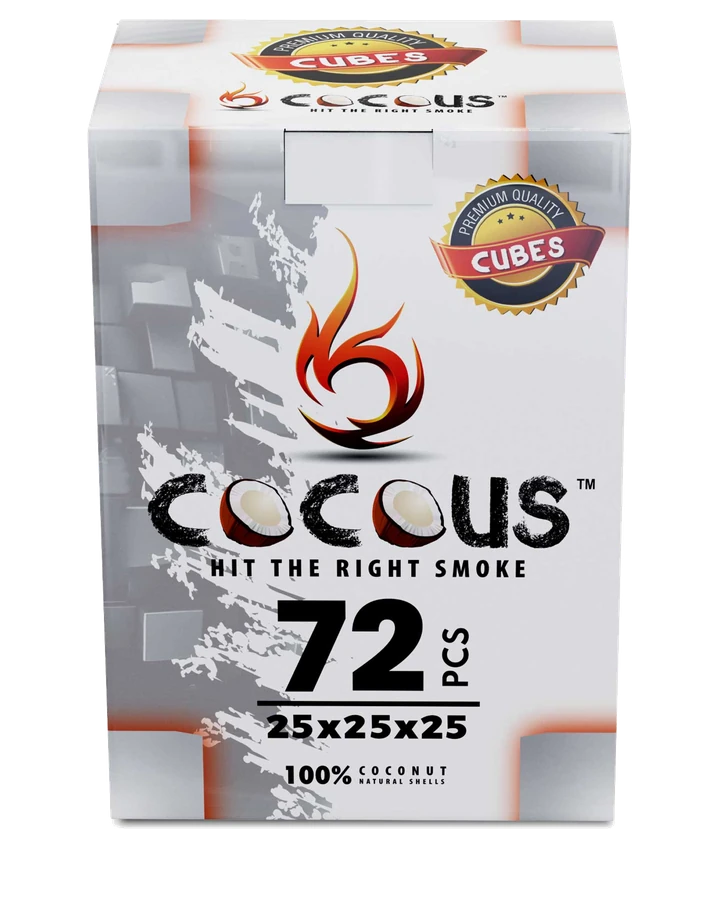 PREMIUM QUALITY
CUBES
COCOUS™
HIT THE RIGHT SMOKE
PREMIUM QUALITY
CUBES
COCOUS™
HIT THE RIGHT SMOKE
72 PCS
25x25x25
100% COCONUT
NATURAL SHELLS